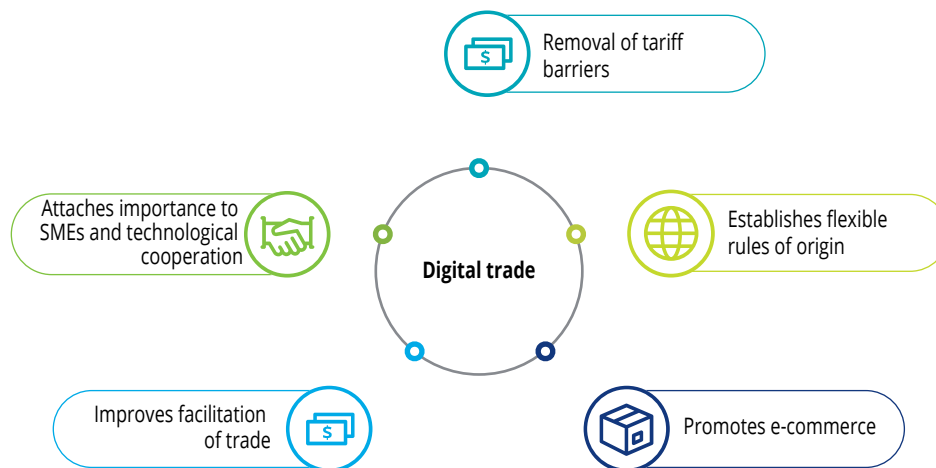 Removal of tariff
barriers
Attaches importance to
SMEs and technological
cooperation
Establishes flexible
rules of origin
Digital trade
Improves facilitation
of trade
Promotes e-commerce
$
$